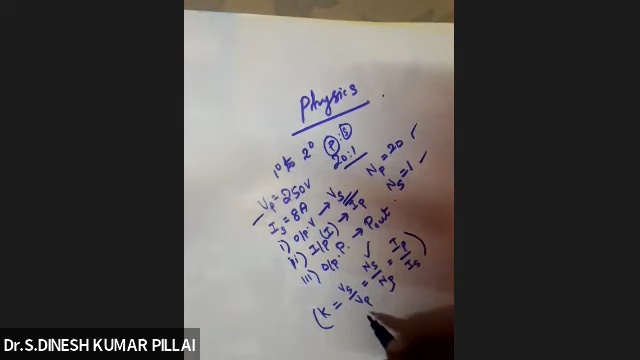 Physics
1° to 2° P:S
20:1
Np = 20
Ns = 1
Vp = 250V
Is = 8A
i) O/P. V → Vs
ii) I/P (I) → Ip
iii) O/P. P. → Pout
(K = Vs/Vp = Ns/Np = Ip/Is)
Dr.S.DINESH KUMAR PILLAI